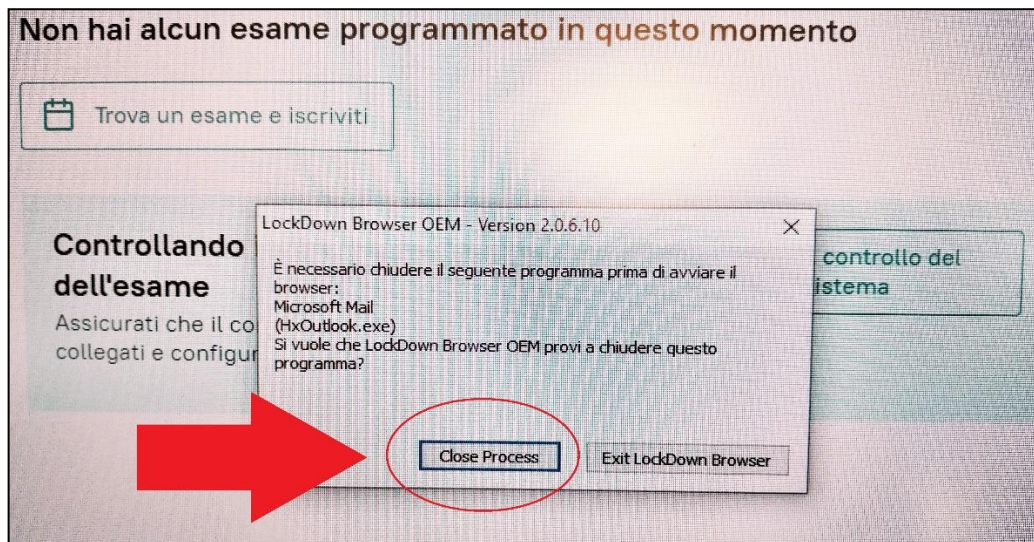 Non hai alcun esame programmato in questo momento
Trova un esame e iscriviti
LockDown Browser OEM - Version 2.0.6.10
È necessario chiudere il seguente programma prima di avviare il
browser:
Microsoft Mail
(HxOutlook.exe)
Si vuole che LockDown Browser OEM provi a chiudere questo
programma?
Close Process
Exit LockDown Browser
Controllando
dell'esame
Assicurati che il co
collegati e configur
controllo del
istema